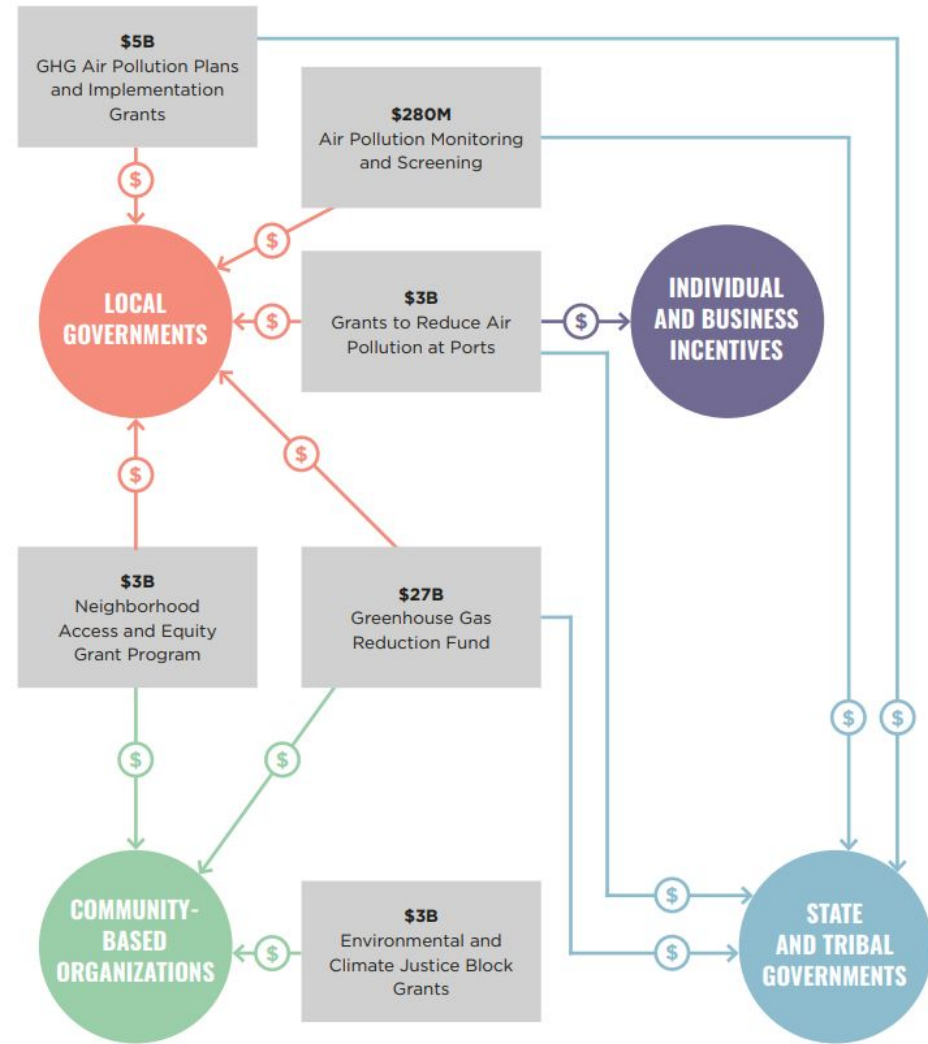 $5B
GHG Air Pollution Plans
and Implementation
Grants
$
$280M
Air Pollution Monitoring
and Screening
$
LOCAL
GOVERNMENTS
$
$3B
Grants to Reduce Air
Pollution at Ports
$
INDIVIDUAL
AND BUSINESS
INCENTIVES
$
$
$3B
Neighborhood
Access and Equity
Grant Program
$27B
Greenhouse Gas
Reduction Fund
$
$
$
$
COMMUNITY-
BASED
ORGANIZATIONS
$
$3B
Environmental and
Climate Justice Block
Grants
$
$
STATE
AND TRIBAL
GOVERNMENTS